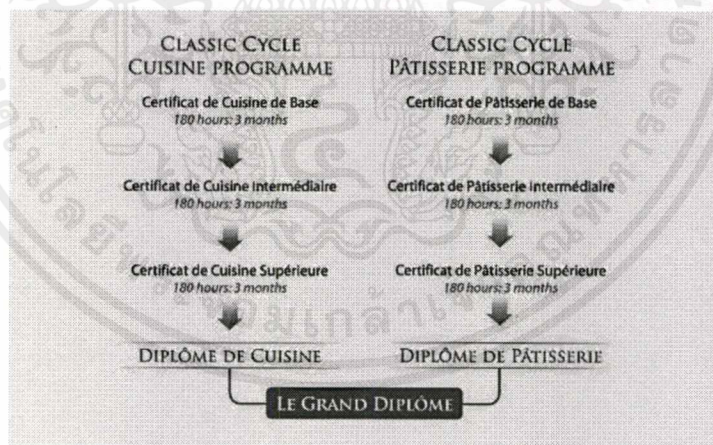 CLASSIC CYCLE
CUISINE PROGRAMME
Certificat de Cuisine de Base
180 hours: 3 months
Certificat de Cuisine Intermédiaire
180 hours: 3 months
Certificat de Cuisine Supérieure
180 hours: 3 months
DIPLÔME DE CUISINE
CLASSIC CYCLE
PÂTISSERIE PROGRAMME
Certificat de Pâtisserie de Base
180 hours: 3 months
Certificat de Pâtisserie Intermédiaire
180 hours: 3 months
Certificat de Pâtisserie Supérieure
180 hours: 3 months
DIPLÔME DE PÂTISSERIE
LE GRAND DIPLÔME